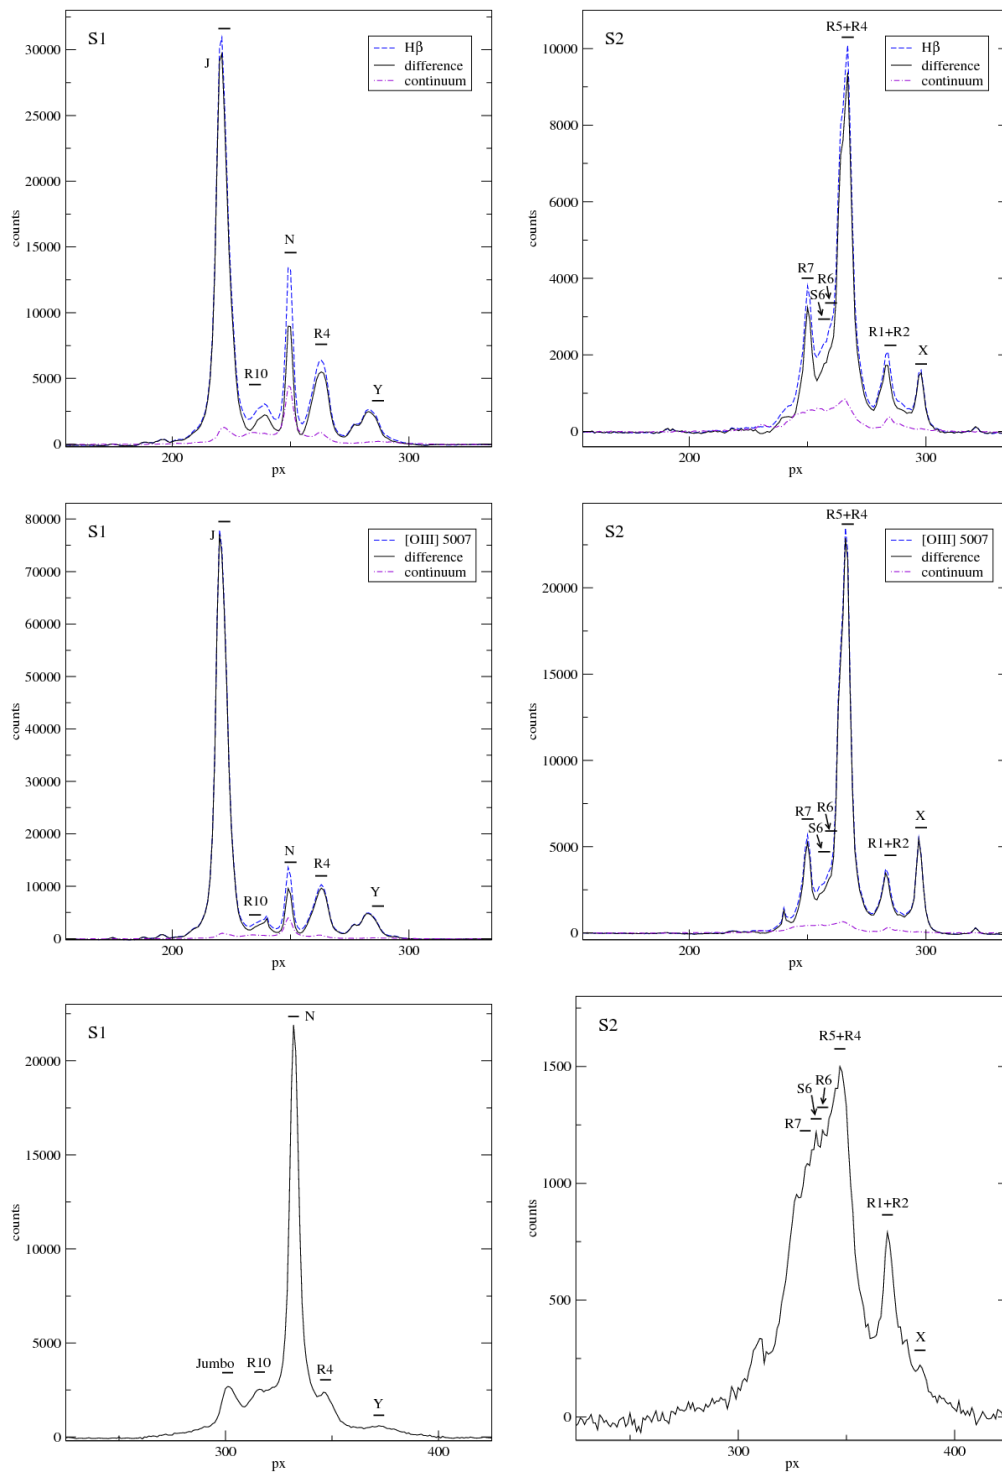 S1
J
Hβ
difference
continuum
N
R10
R4
Y
30000
25000
20000
15000
10000
5000
0
counts
200 300
px
S2
R5+R4
Hβ
difference
continuum
R7
S6
R6
R1+R2
X
10000
8000
6000
4000
2000
0
counts
200 300
px
S1
J
[OIII] 5007
difference
continuum
R10
N
R4
Y
80000
70000
60000
50000
40000
30000
20000
10000
0
counts
200 300
px
S2
R5+R4
[OIII] 5007
difference
continuum
R7
S6
R6
R1+R2
X
20000
15000
10000
5000
0
counts
200 300
px
S1
N
Jumbo
R10
R4
Y
20000
15000
10000
5000
0
counts
300 400
px
S2
R5+R4
S6
R6
R7
R1+R2
X
1500
1000
500
0
counts
300 400
px